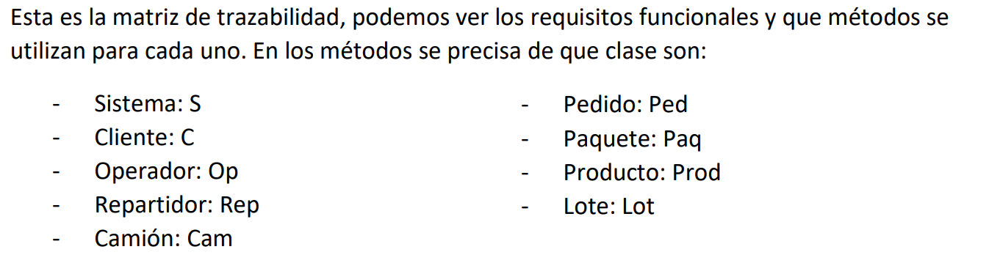 Esta es la matriz de trazabilidad, podemos ver los requisitos funcionales y que métodos se
utilizan para cada uno. En los métodos se precisa de que clase son:
- Sistema: S
- Cliente: C
- Operador: Op
- Repartidor: Rep
- Camión: Cam
- Pedido: Ped
- Paquete: Paq
- Producto: Prod
- Lote: Lot